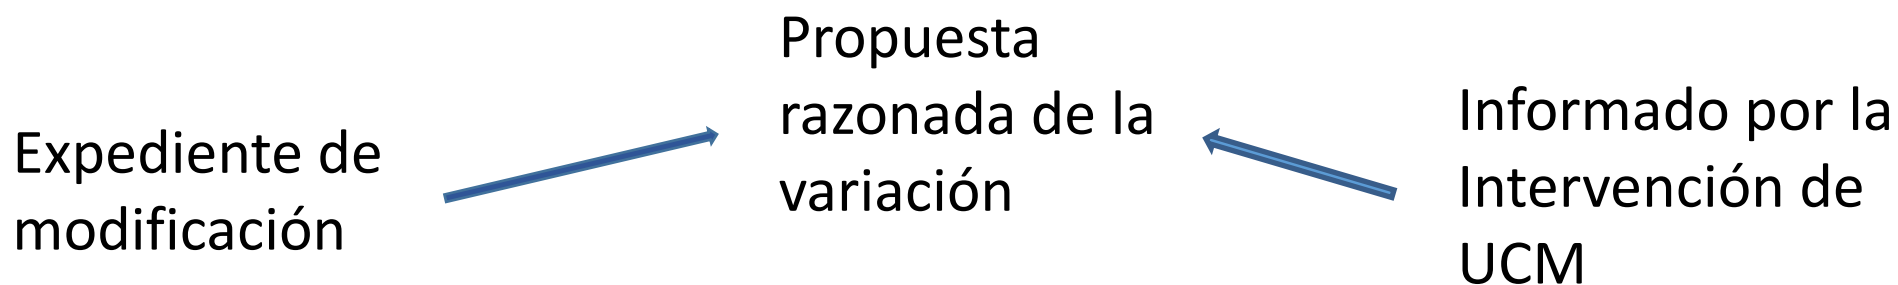 Expediente de
modificación
Propuesta
razonada de la
variación
Informado por la
Intervención de
UCM